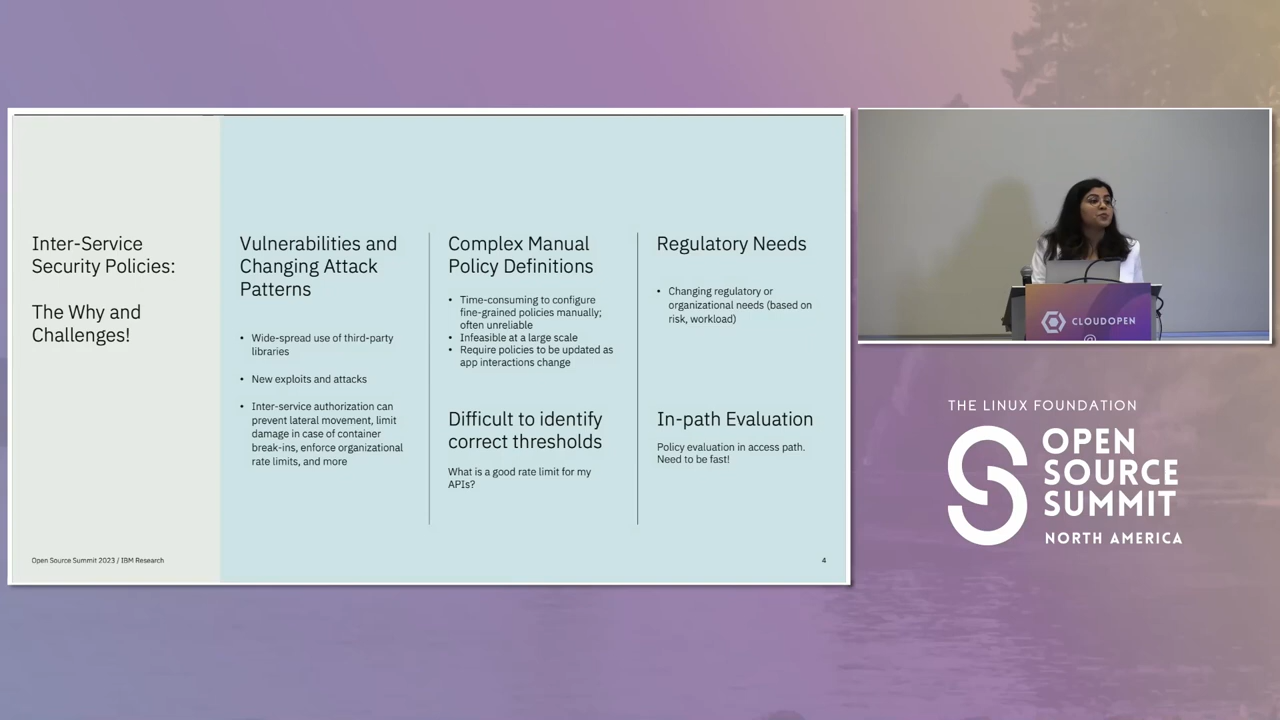 Inter-Service
Security Policies:
The Why and
Challenges!
Vulnerabilities and
Changing Attack
Patterns
• Wide-spread use of third-party
libraries
• New exploits and attacks
• Inter-service authorization can
prevent lateral movement, limit
damage in case of container
break-ins, enforce organizational
rate limits, and more
Complex Manual
Policy Definitions
• Time-consuming to configure
fine-grained policies manually;
often unreliable
• Infeasible at a large scale
• Require policies to be updated as
app interactions change
Difficult to identify
correct thresholds
What is a good rate limit for my
APIs?
Regulatory Needs
• Changing regulatory or
organizational needs (based on
risk, workload)
In-path Evaluation
Policy evaluation in access path.
Need to be fast!
Open Source Summit 2023 / IBM Research
4
CLOUDOPEN
THE LINUX FOUNDATION
OPEN
SOURCE
SUMMIT
NORTH AMERICA